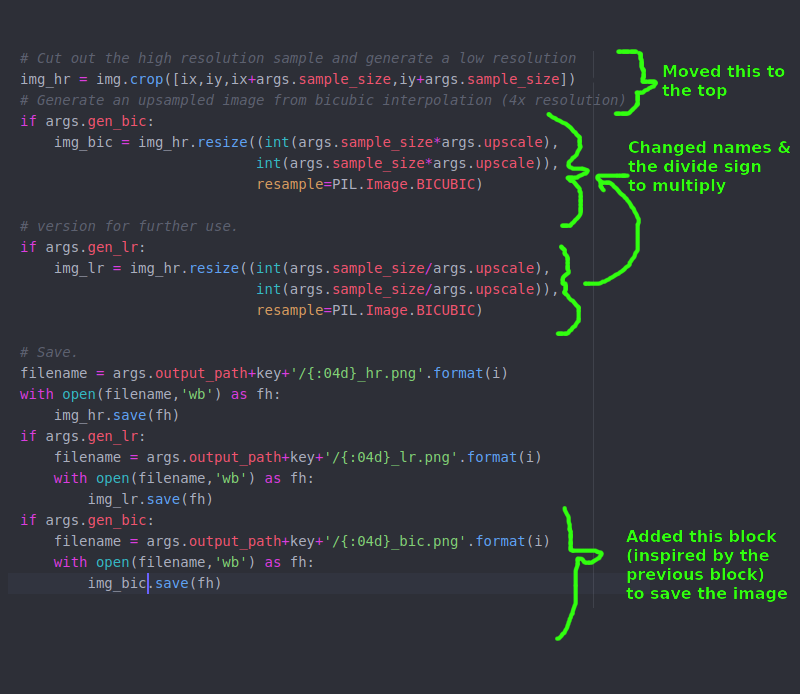 # Cut out the high resolution sample and generate a low resolution
img_hr = img.crop([ix,iy,ix+args.sample_size,iy+args.sample_size])
# Generate an upsampled image from bicubic interpolation (4x resolution)
if args.gen_bic:
    img_bic = img_hr.resize((int(args.sample_size*args.upscale),
                            int(args.sample_size*args.upscale)),
                            resample=PIL.Image.BICUBIC)
# version for further use.
if args.gen_lr:
    img_lr = img_hr.resize((int(args.sample_size/args.upscale),
                            int(args.sample_size/args.upscale)),
                            resample=PIL.Image.BICUBIC)
# Save.
filename = args.output_path+key+'/{:04d}_hr.png'.format(i)
with open(filename,'wb') as fh:
    img_hr.save(fh)
if args.gen_lr:
    filename = args.output_path+key+'/{:04d}_lr.png'.format(i)
    with open(filename,'wb') as fh:
        img_lr.save(fh)
if args.gen_bic:
    filename = args.output_path+key+'/{:04d}_bic.png'.format(i)
    with open(filename,'wb') as fh:
        img_bic.save(fh)
Moved this to
the top
Changed names &
the divide sign
to multiply
Added this block
(inspired by the
previous block)
to save the image